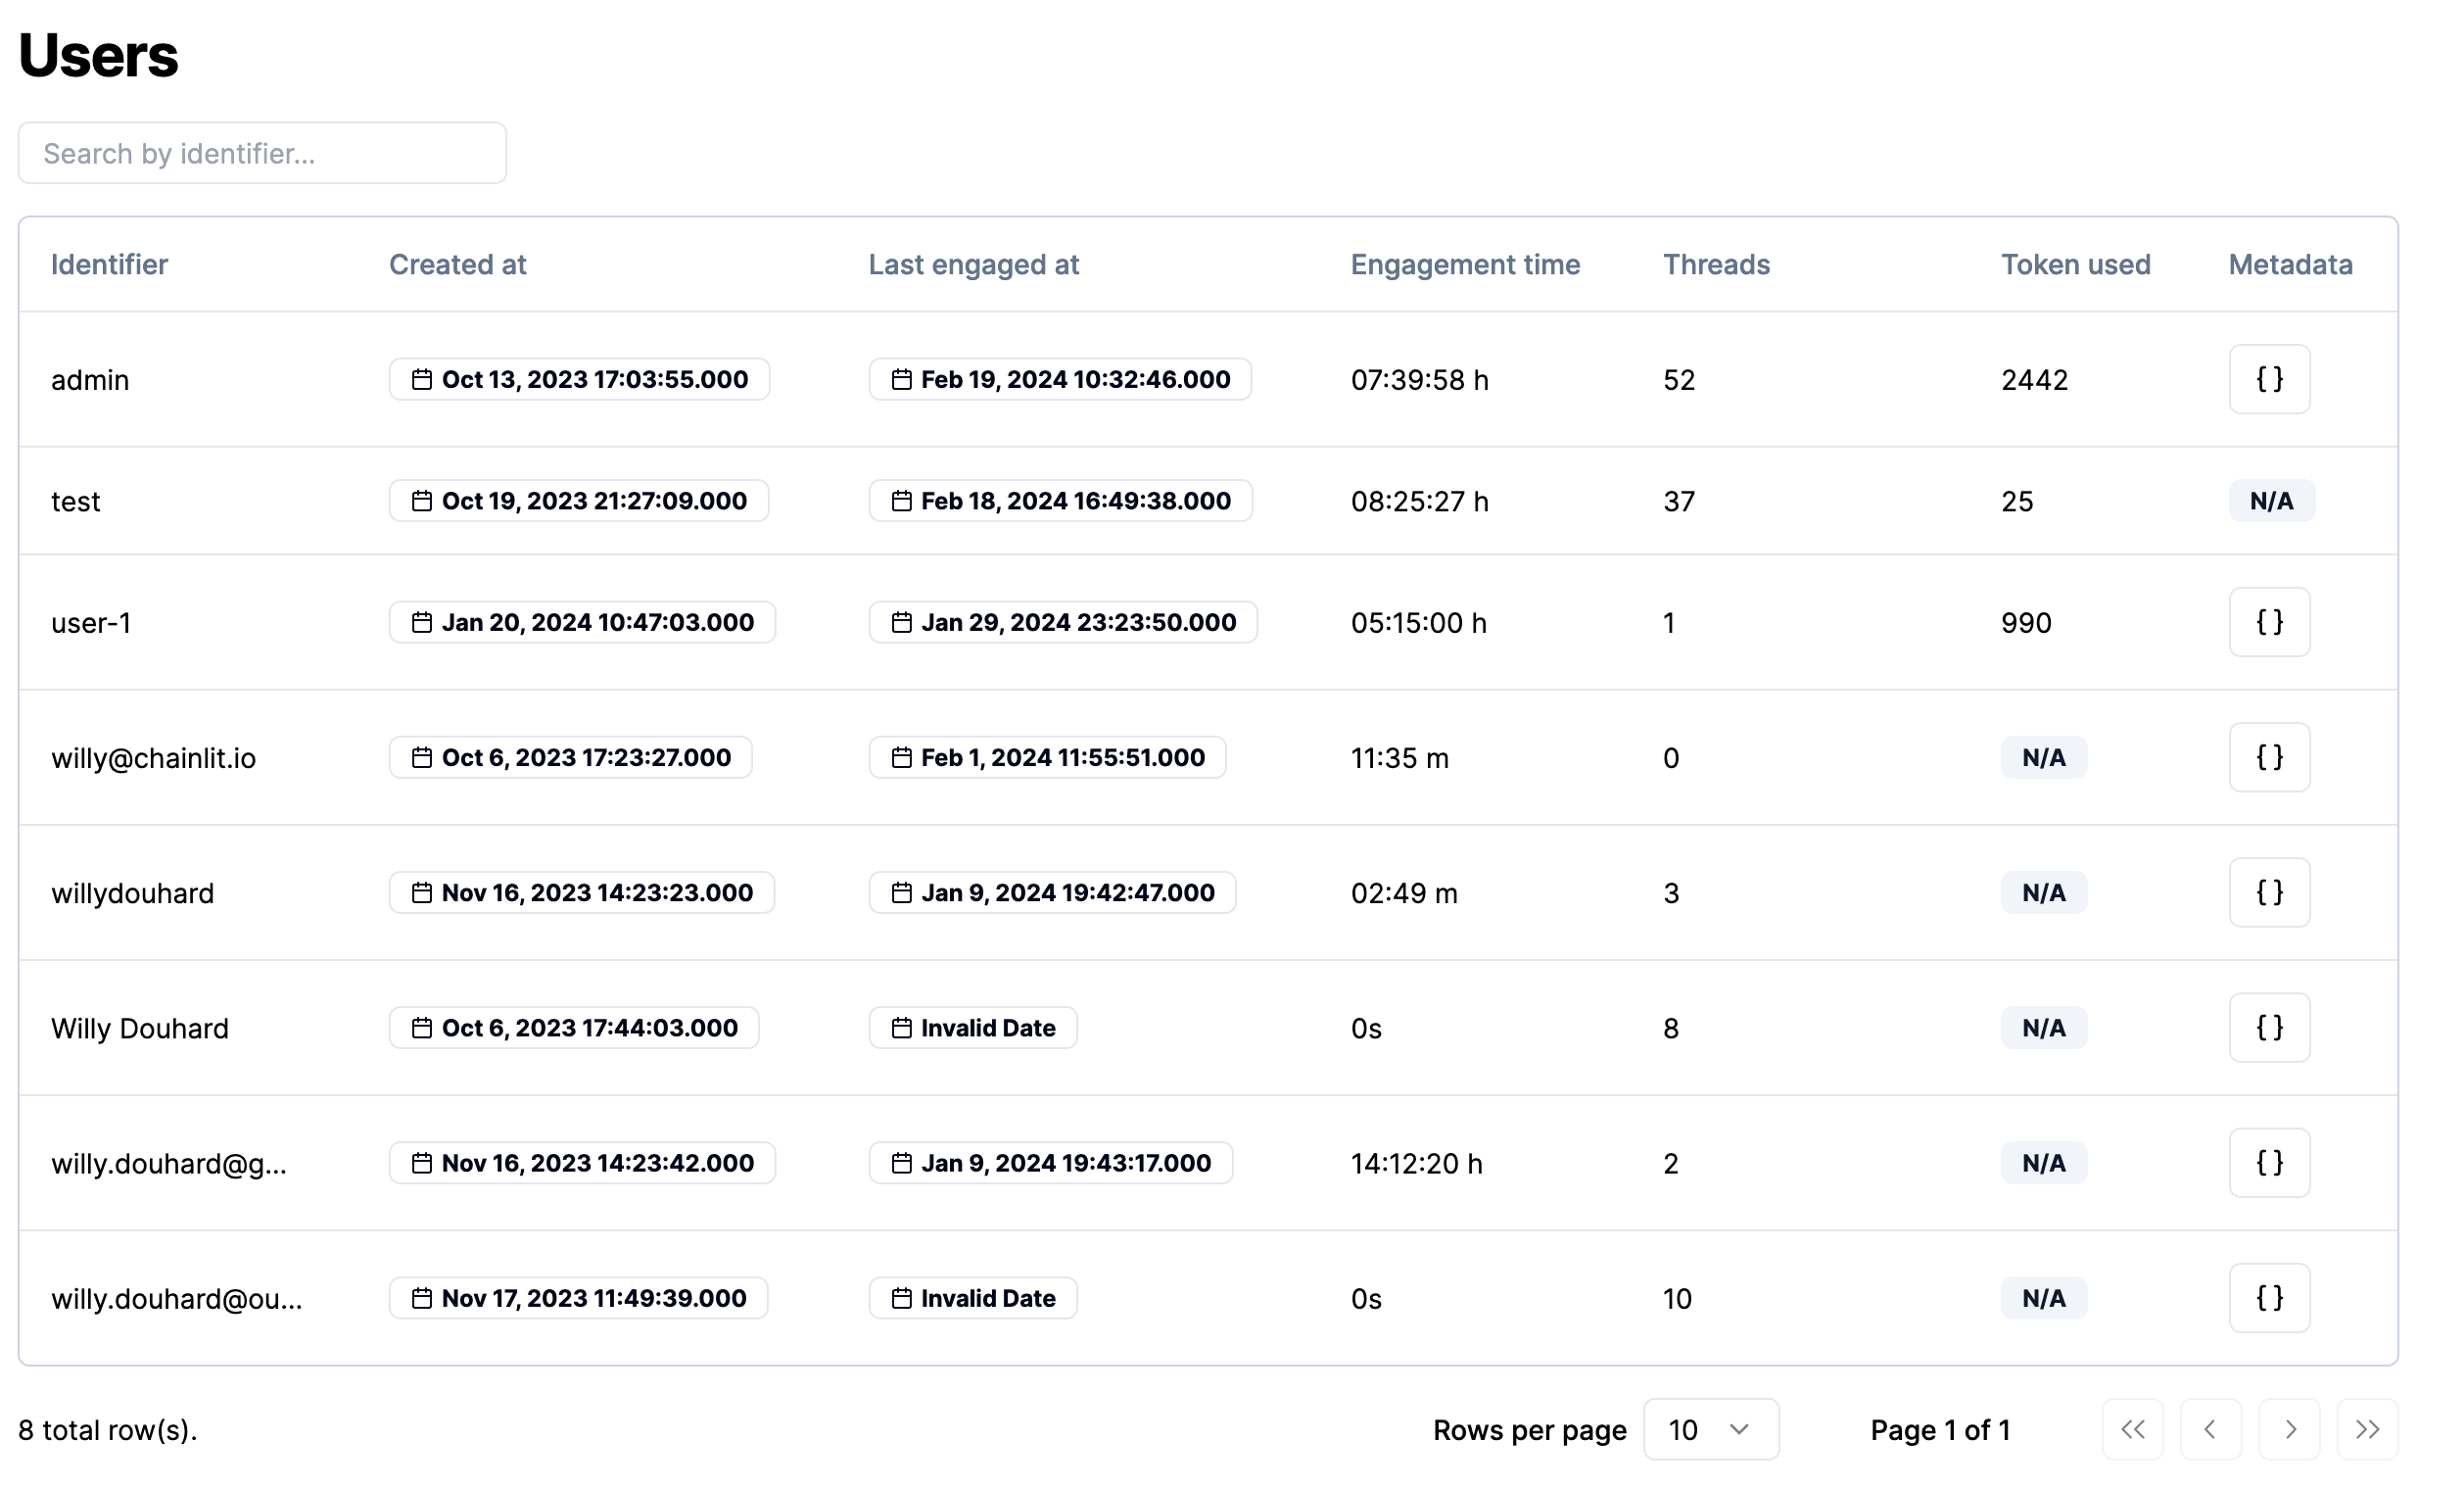 Users
Search by identifier...
Identifier Created at Last engaged at Engagement time Threads Token used Metadata
admin Oct 13, 2023 17:03:55.000 Feb 19, 2024 10:32:46.000 07:39:58 h 52 2442 {}
test Oct 19, 2023 21:27:09.000 Feb 18, 2024 16:49:38.000 08:25:27 h 37 25 N/A
user-1 Jan 20, 2024 10:47:03.000 Jan 29, 2024 23:23:50.000 05:15:00 h 1 990 {}
willy@chainlit.io Oct 6, 2023 17:23:27.000 Feb 1, 2024 11:55:51.000 11:35 m 0 N/A {}
willydouhard Nov 16, 2023 14:23:23.000 Jan 9, 2024 19:42:47.000 02:49 m 3 N/A {}
Willy Douhard Oct 6, 2023 17:44:03.000 Invalid Date 0s 8 N/A {}
willy.douhard@g... Nov 16, 2023 14:23:42.000 Jan 9, 2024 19:43:17.000 14:12:20 h 2 N/A {}
willy.douhard@ou... Nov 17, 2023 11:49:39.000 Invalid Date 0s 10 N/A {}
8 total row(s). Rows per page 10 Page 1 of 1